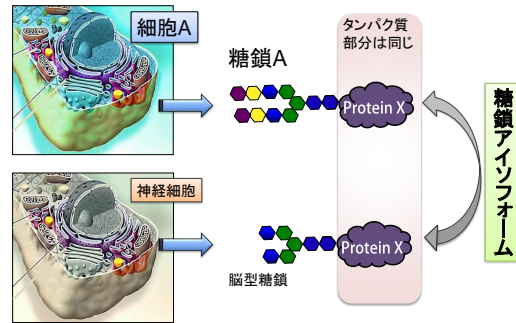 細胞A
糖鎖A
タンパク質
部分は同じ
Protein X
糖鎖アイソフォーム
神経細胞
脳型糖鎖
Protein X